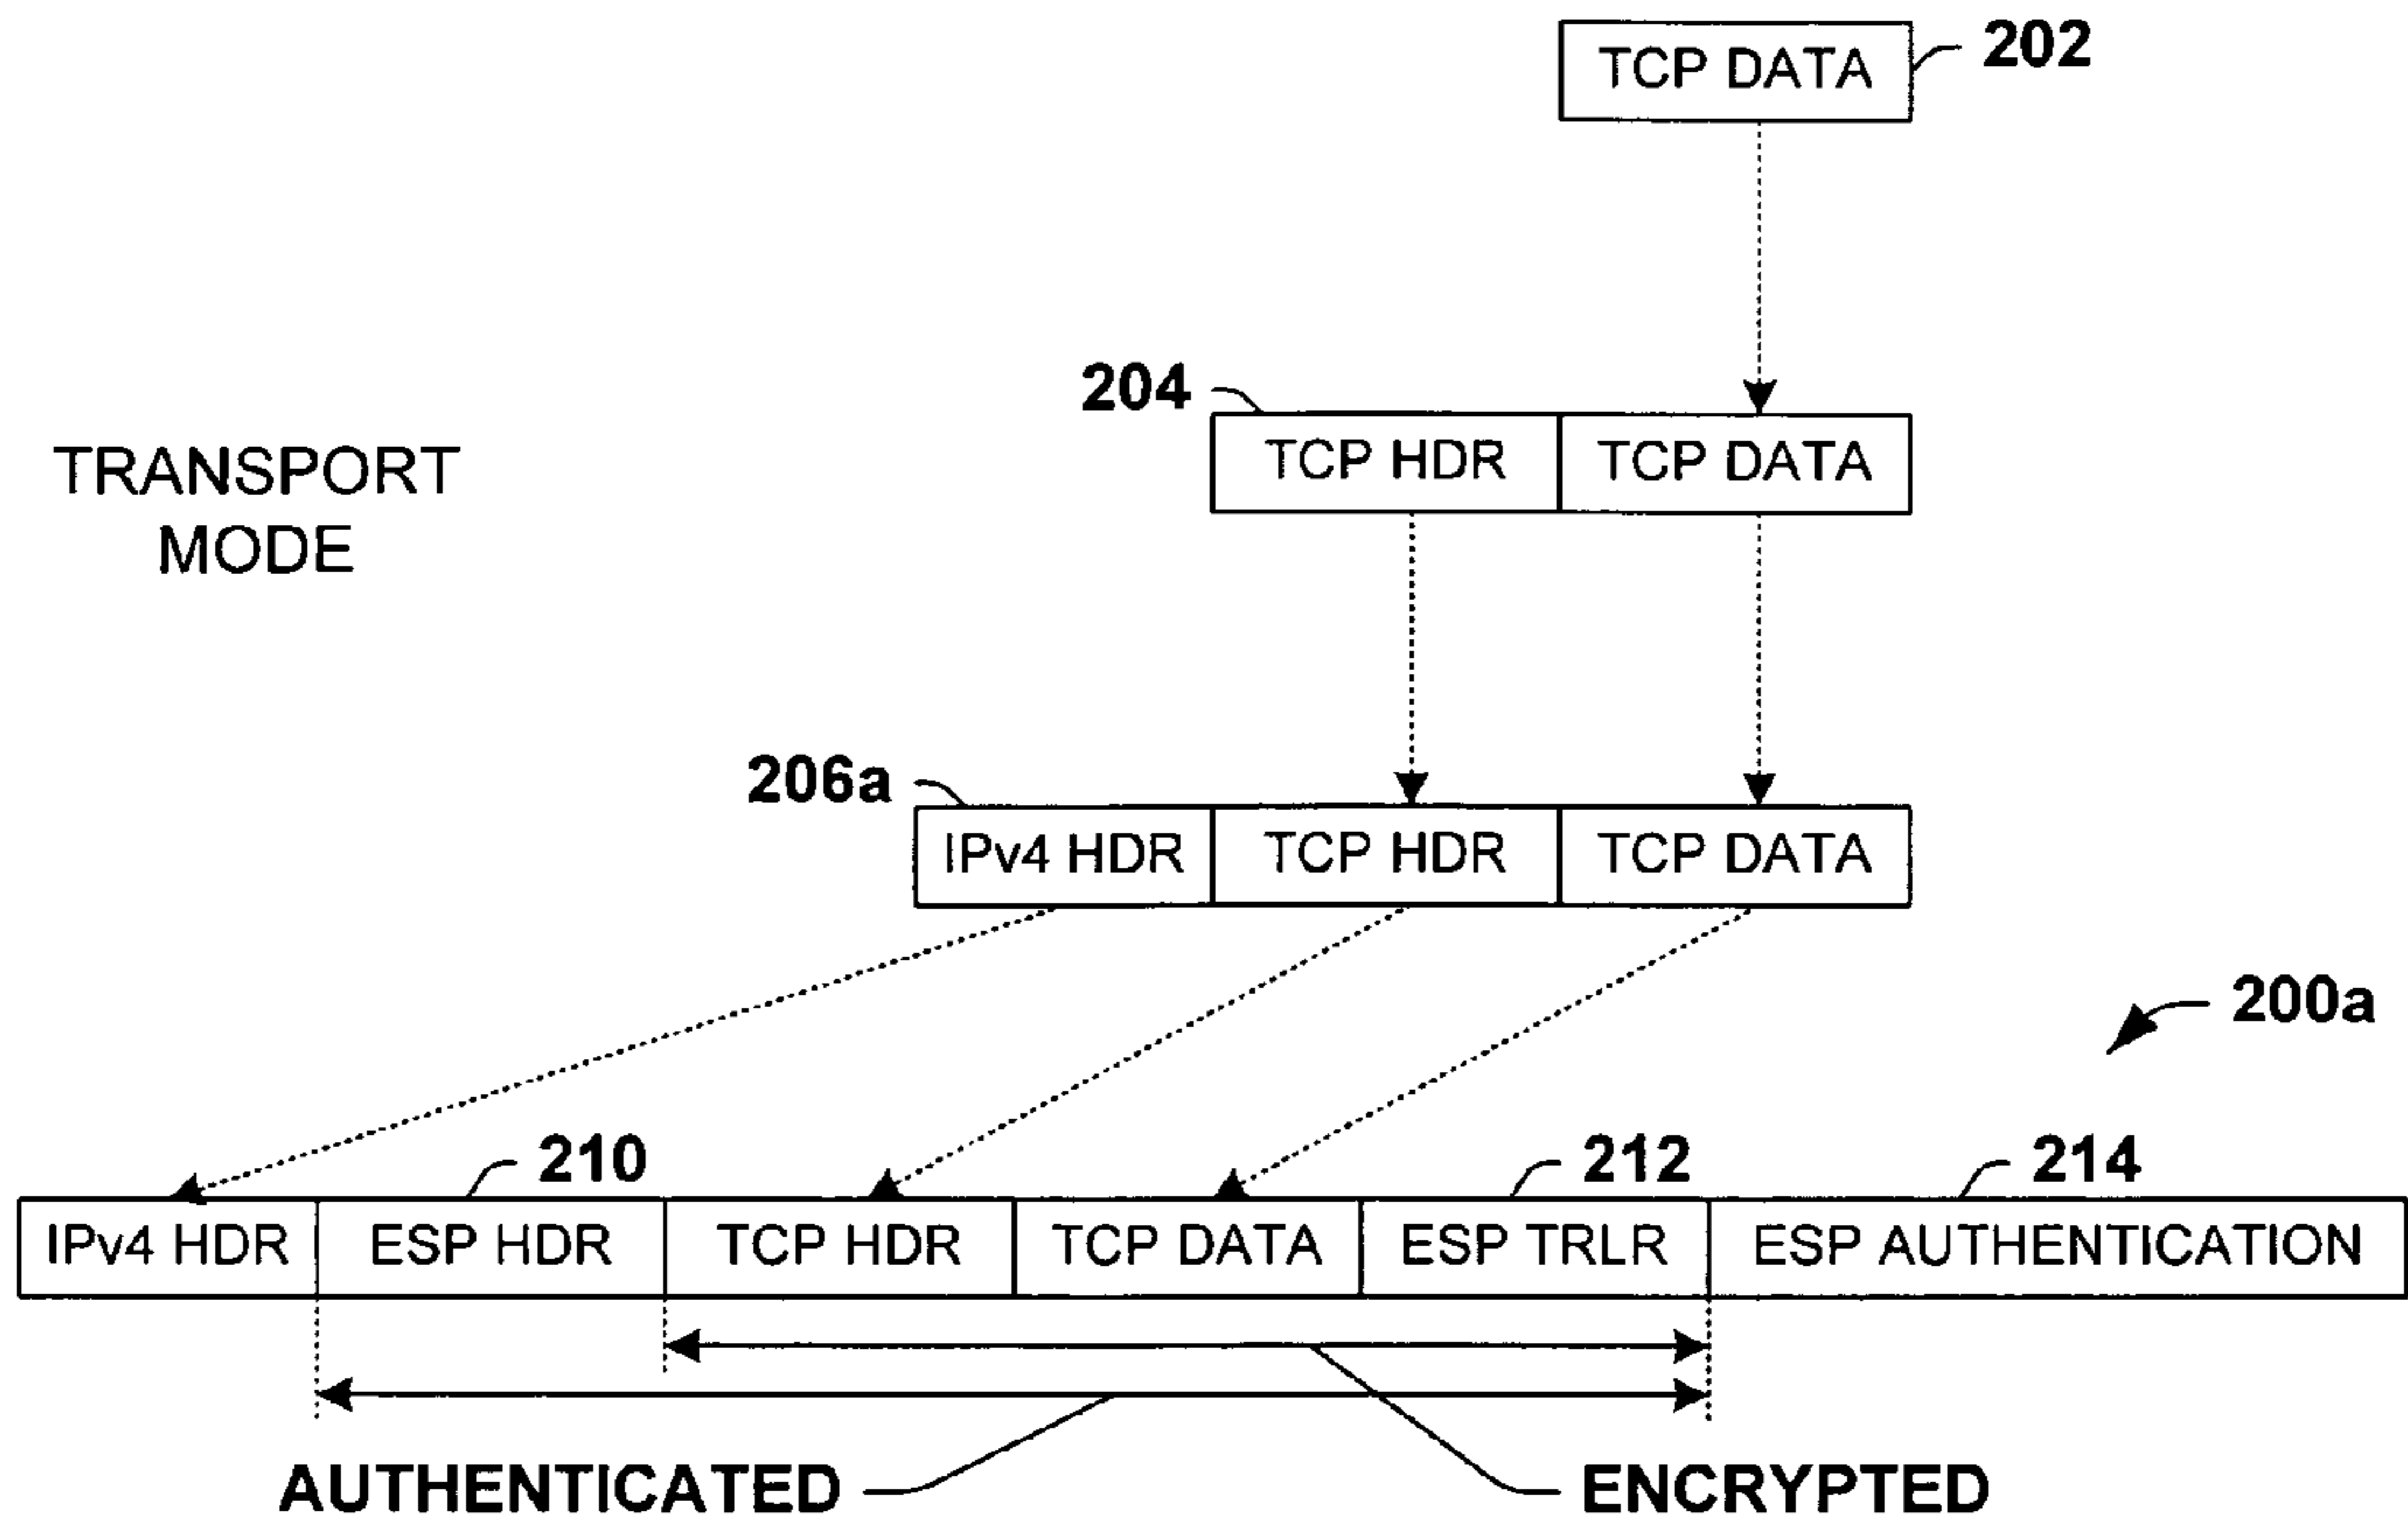 TCP DATA
202
204
TCP HDR
TCP DATA
TRANSPORT
MODE
206a
IPv4 HDR
TCP HDR
TCP DATA
200a
210
212
214
IPv4 HDR
ESP HDR
TCP HDR
TCP DATA
ESP TRLR
ESP AUTHENTICATION
AUTHENTICATED
ENCRYPTED